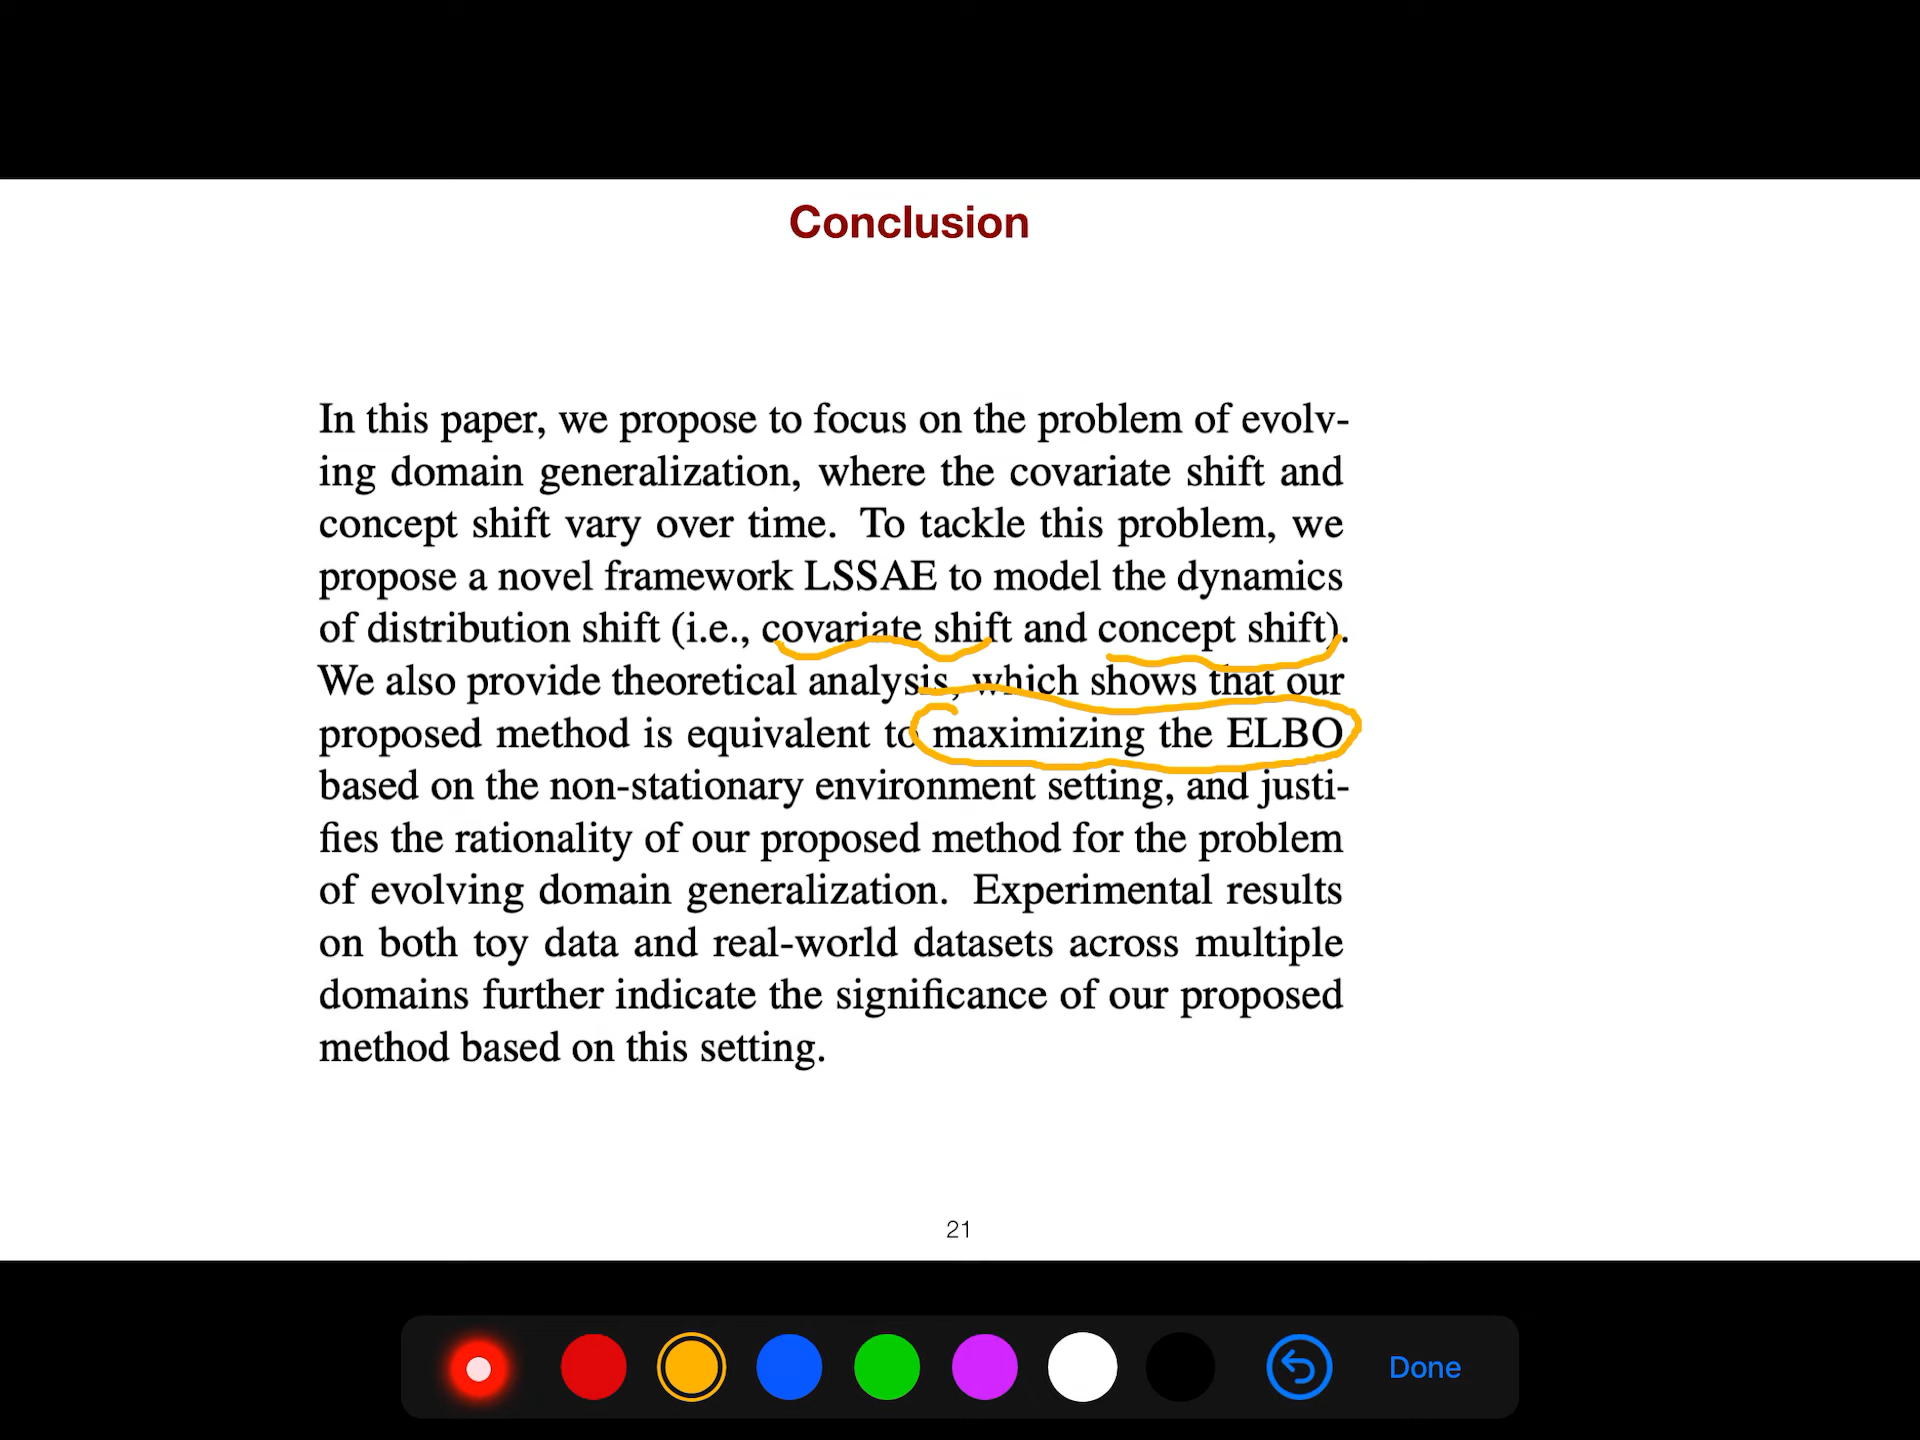 Conclusion
In this paper, we propose to focus on the problem of evolv-
ing domain generalization, where the covariate shift and
concept shift vary over time. To tackle this problem, we
propose a novel framework LSSAE to model the dynamics
of distribution shift (i.e., covariate shift and concept shift).
We also provide theoretical analysis, which shows that our
proposed method is equivalent to maximizing the ELBO
based on the non-stationary environment setting, and justi-
fies the rationality of our proposed method for the problem
of evolving domain generalization. Experimental results
on both toy data and real-world datasets across multiple
domains further indicate the significance of our proposed
method based on this setting.
21
Done